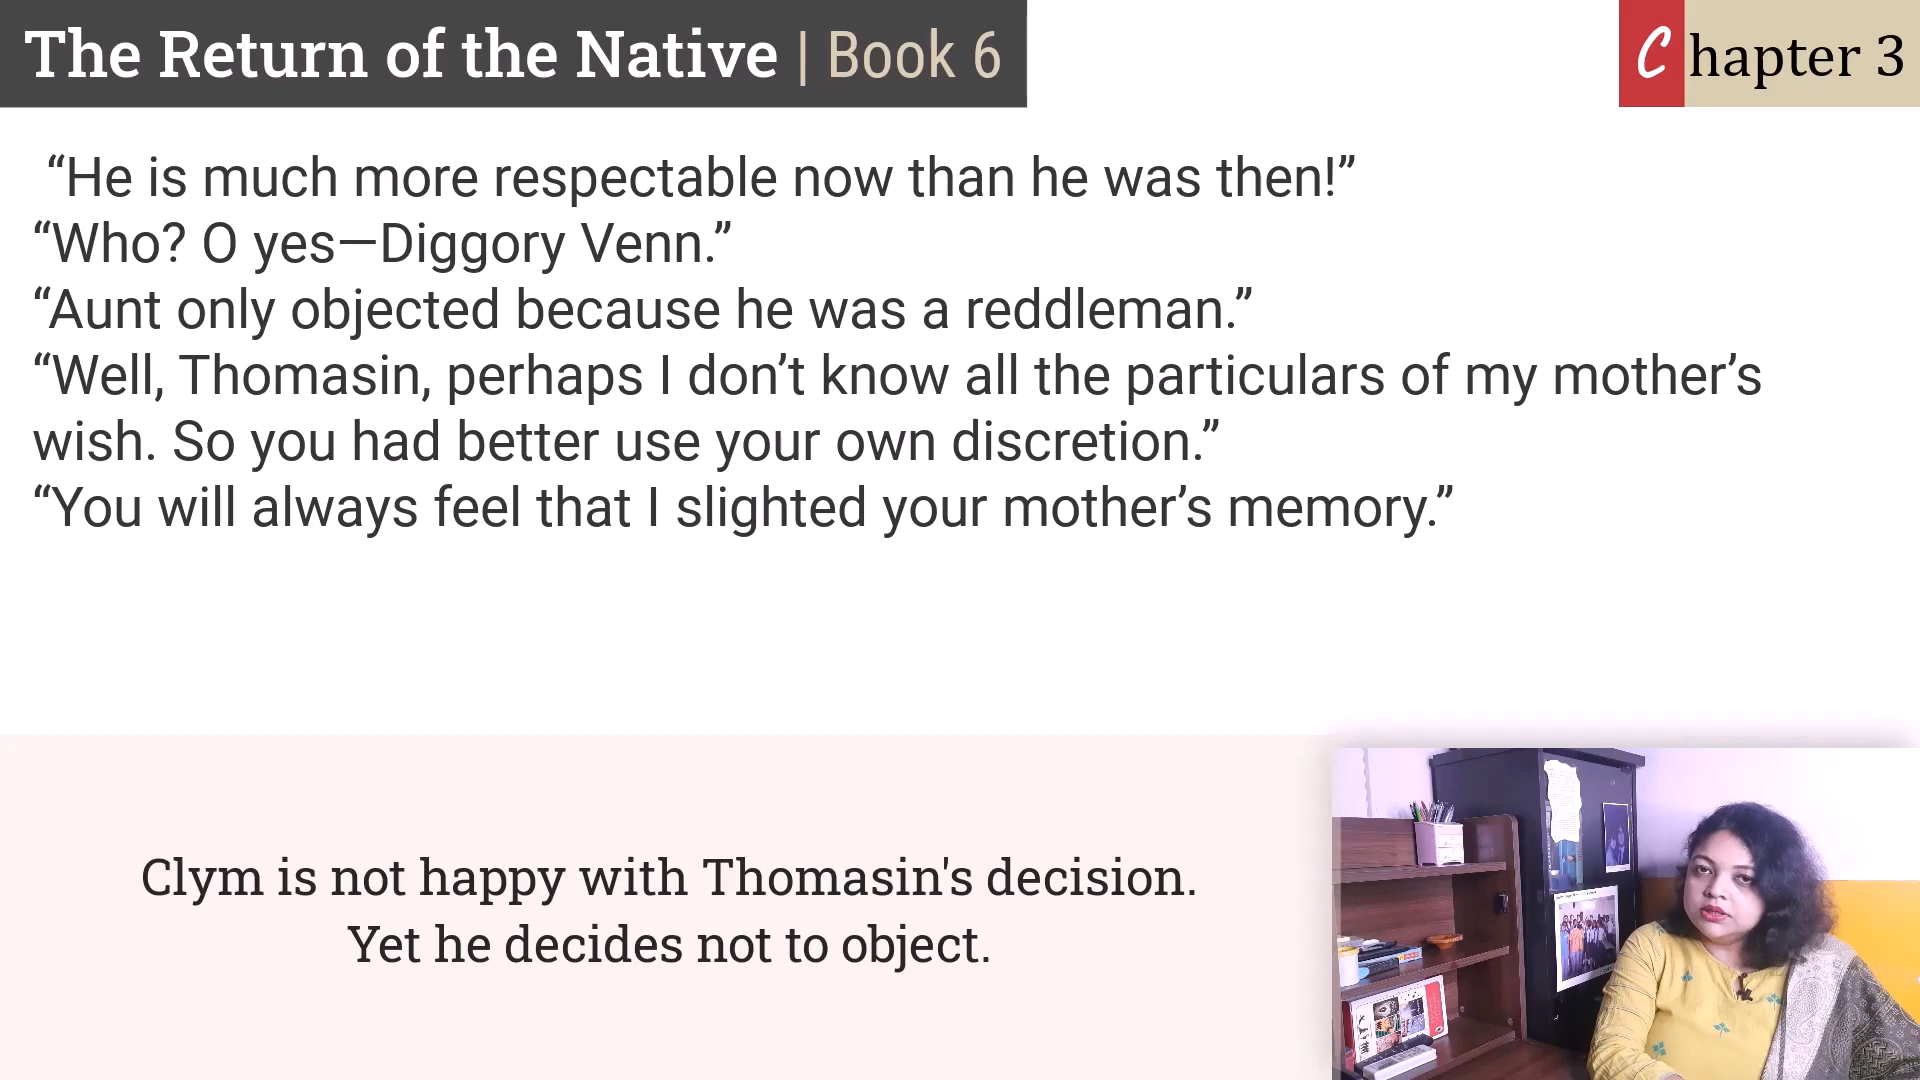 The Return of the Native | Book 6
Chapter 3
“He is much more respectable now than he was then!”
“Who? O yes—Diggory Venn.”
“Aunt only objected because he was a reddleman.”
“Well, Thomasin, perhaps I don’t know all the particulars of my mother’s
wish. So you had better use your own discretion.”
“You will always feel that I slighted your mother’s memory.”
Clym is not happy with Thomasin's decision.
Yet he decides not to object.